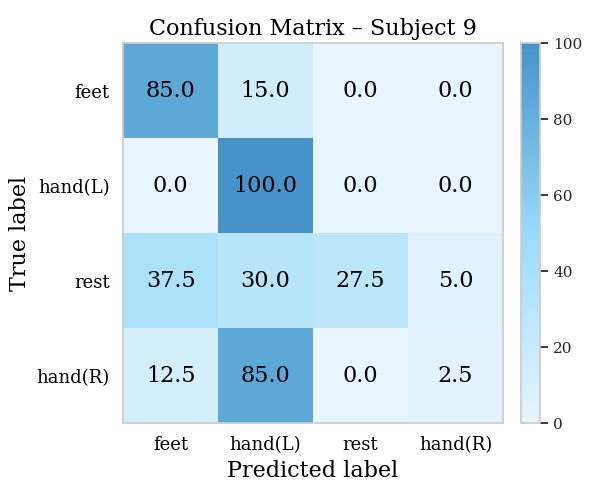 Confusion Matrix – Subject 9
100
feet 85.0 15.0 0.0 0.0
80
hand(L) 0.0 100.0 0.0 0.0
60
True label
40
rest 37.5 30.0 27.5 5.0
20
hand(R) 12.5 85.0 0.0 2.5
0
feet hand(L) rest hand(R)
Predicted label